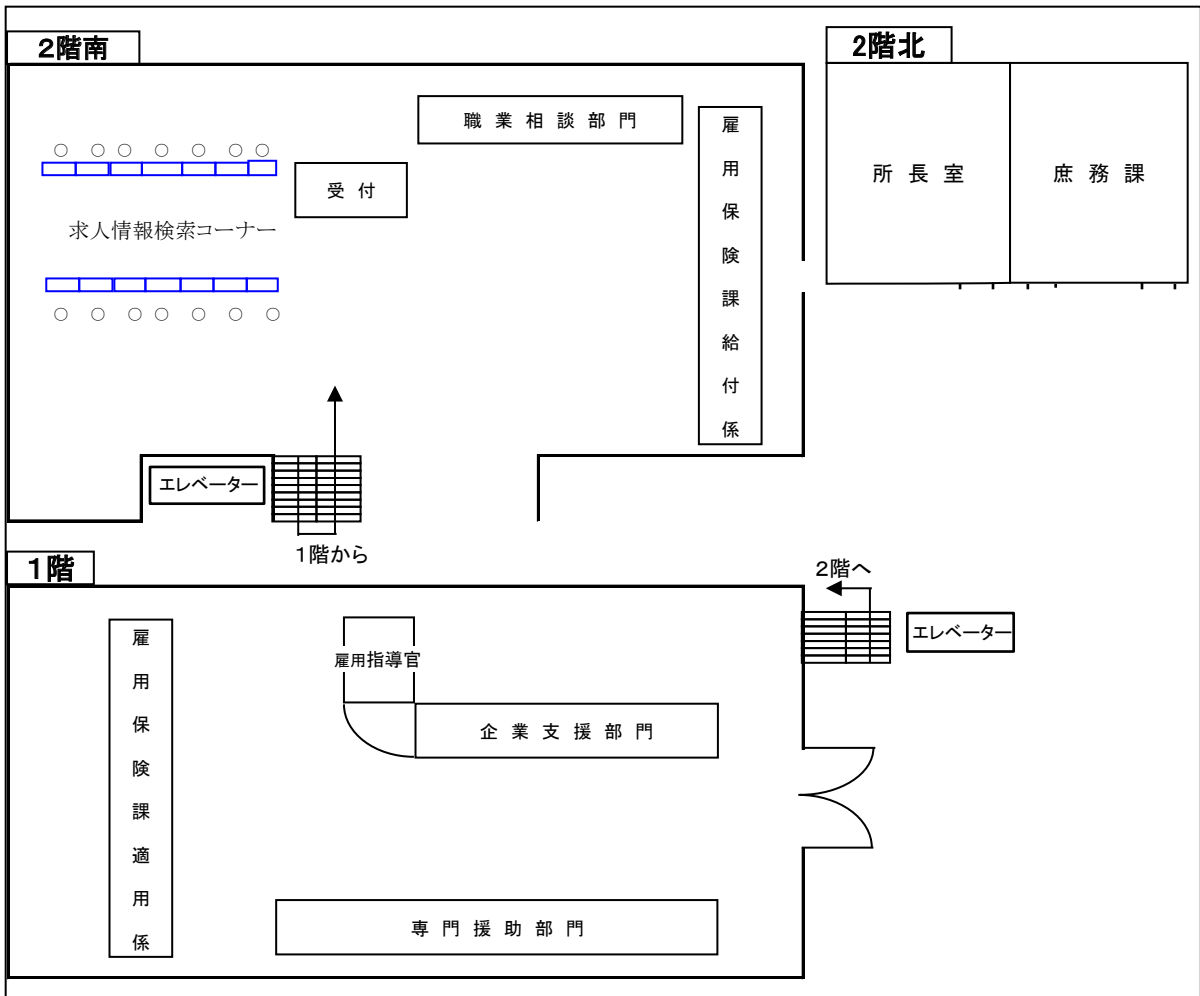 ２階南
２階北
職業相談部門
雇用保険課給付係
所長室
庶務課
受付
求人情報検索コーナー
エレベーター
１階から
１階
２階へ
エレベーター
雇用保険課適用係
雇用指導官
企業支援部門
専門援助部門